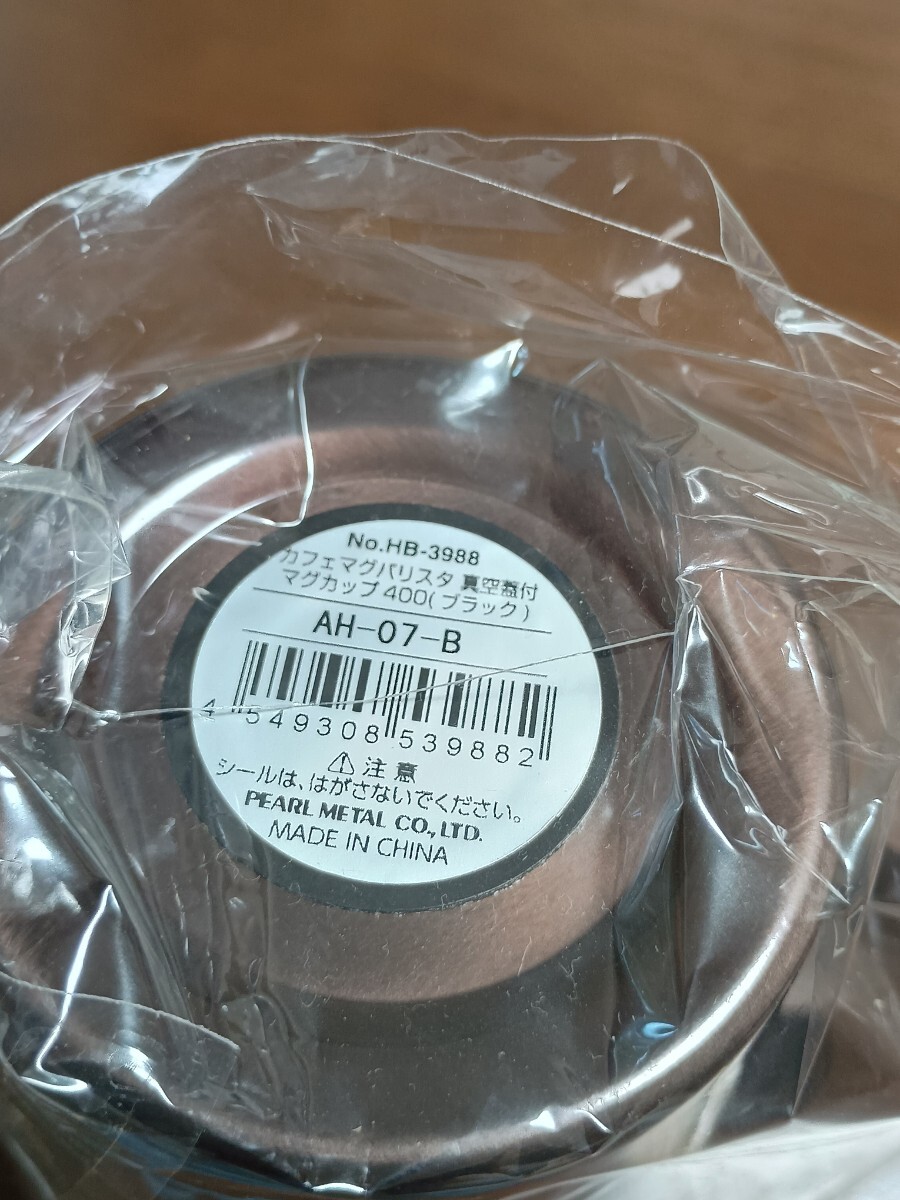 No.HB-3988
カフェマグバリスタ 真空蓋付
マグカップ 400(ブラック)
AH-07-B
4 549308 539882
⚠注意
シールは、はがさないでください。
PEARL METAL CO., LTD.
MADE IN CHINA